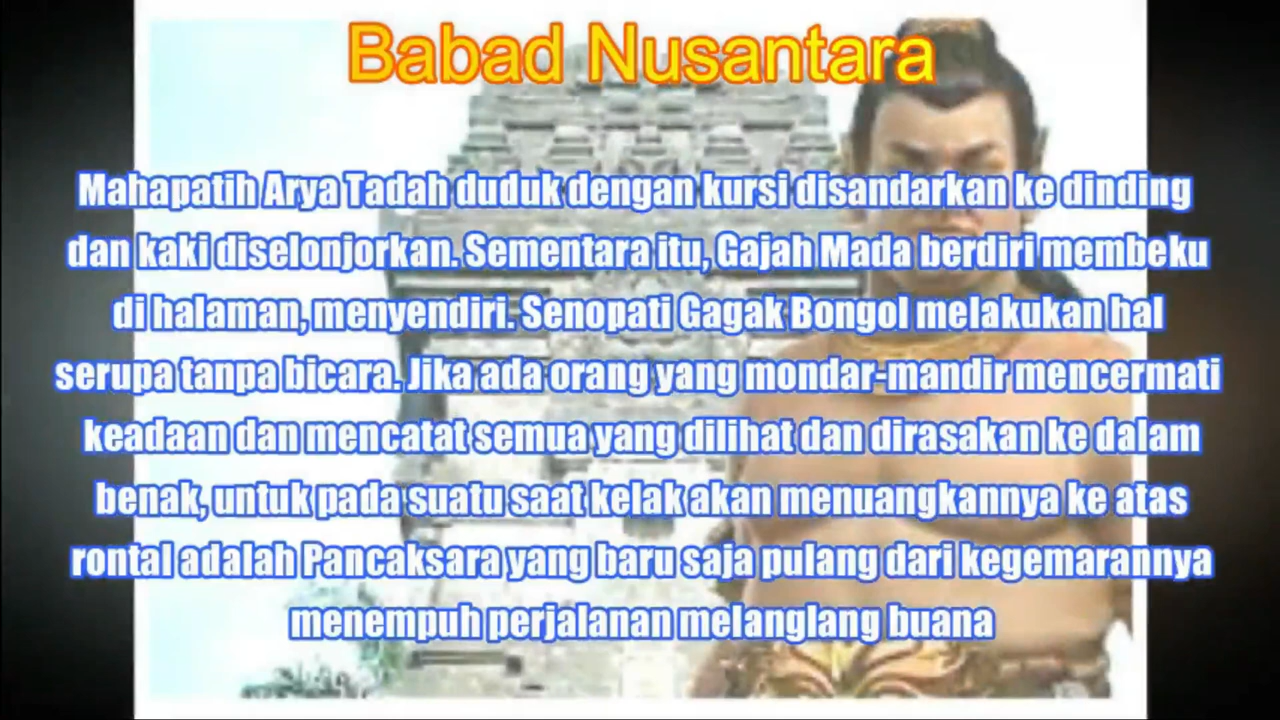 Babad Nusantara
Mahapatih Arya Tadah duduk dengan kursi disandarkan ke dinding
dan kaki diselonjorkan. Sementara itu, Gajah Mada berdiri membeku
di halaman, menyendiri. Senopati Gagak Bongol melakukan hal
serupa tanpa bicara. Jika ada orang yang mondar-mandir mencermati
keadaan dan mencatat semua yang dilihat dan dirasakan ke dalam
benak, untuk pada suatu saat kelak akan menuangkannya ke atas
rontal adalah Pancaksara yang baru saja pulang dari kegemarannya
menempuh perjalanan melanglang buana